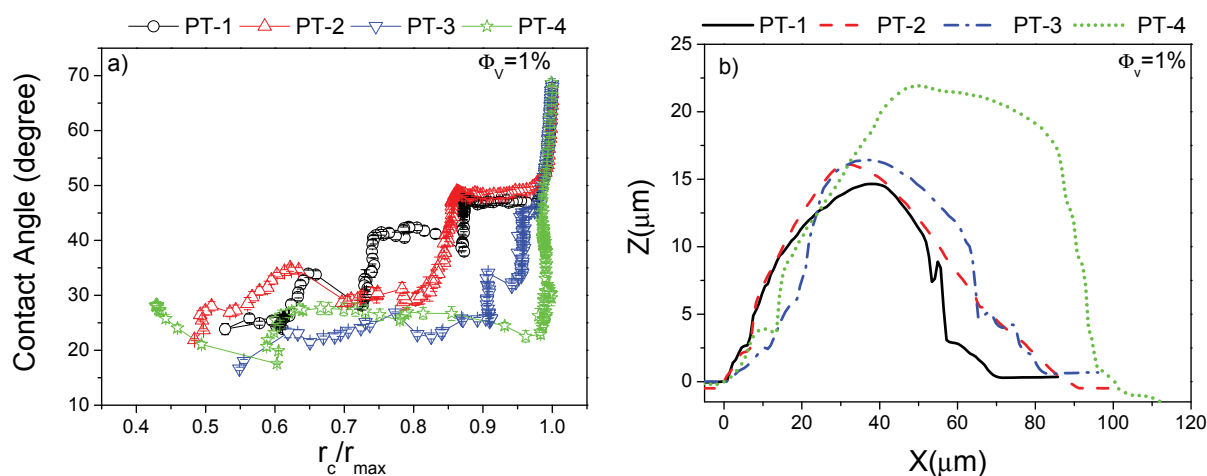 PT-1 PT-2 PT-3 PT-4
a)
ΦV=1%
Contact Angle (degree)
70
60
50
40
30
20
10
0.4 0.5 0.6 0.7 0.8 0.9 1.0
rc/rmax
PT-1 PT-2 PT-3 PT-4
b)
Φv=1%
Z(μm)
25
20
15
10
5
0
0 20 40 60 80 100 120
X(μm)